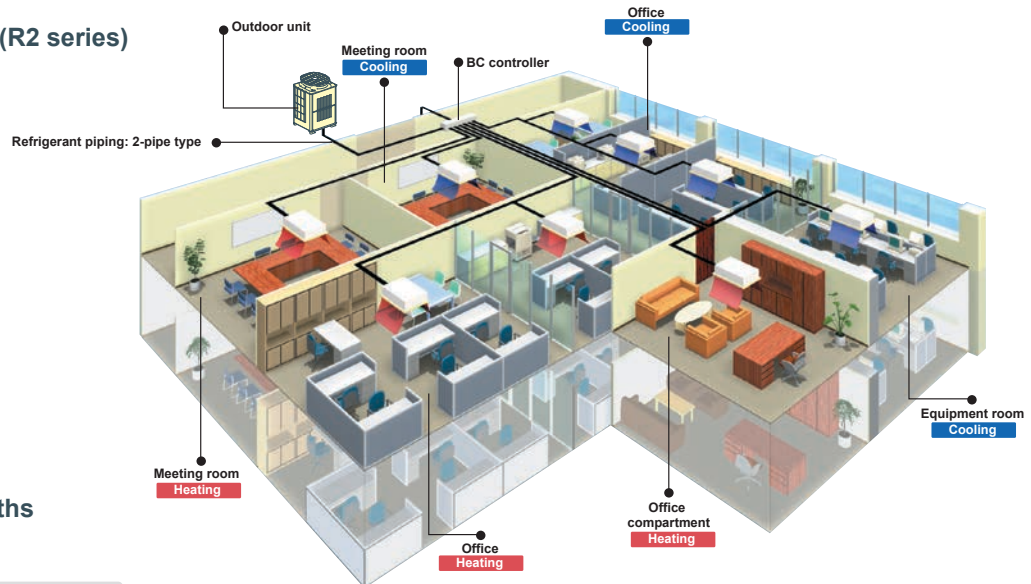 (R2 series)
Outdoor unit
Office
Cooling
Meeting room
Cooling
BC controller
Refrigerant piping: 2-pipe type
Equipment room
Cooling
Meeting room
Heating
Office
compartment
Heating
ths
Office
Heating